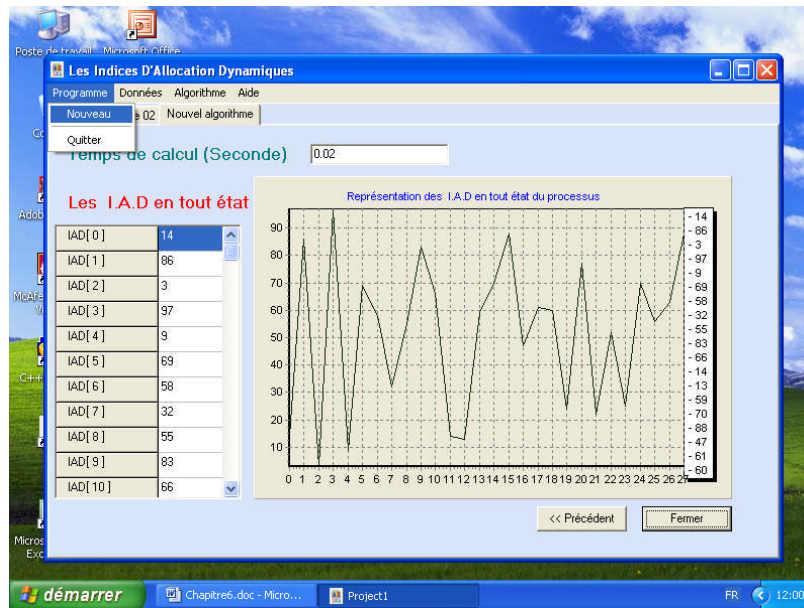 Poste de travail Microsoft Office
Les Indices D'Allocation Dynamiques
Programme Données Algorithme Aide
Nouveau
02 Nouvel algorithme
Quitter
Temps de calcul (Seconde) 0.02
Les I.A.D en tout état
Représentation des I.A.D en tout état du processus
IAD[ 0 ] 14
IAD[ 1 ] 86
IAD[ 2 ] 3
IAD[ 3 ] 97
IAD[ 4 ] 9
IAD[ 5 ] 69
IAD[ 6 ] 58
IAD[ 7 ] 32
IAD[ 8 ] 55
IAD[ 9 ] 83
IAD[ 10 ] 66
90
80
70
60
50
40
30
20
10
0 1 2 3 4 5 6 7 8 9 10 11 12 13 14 15 16 17 18 19 20 21 22 23 24 25 26
- 14
- 86
- 3
- 97
- 9
- 69
- 58
- 32
- 55
- 83
- 66
- 14
- 13
- 59
- 70
- 88
- 47
- 61
- 60
<< Précédent Fermer
démarrer Chapitre6.doc - Micro... Project1 FR 12:00